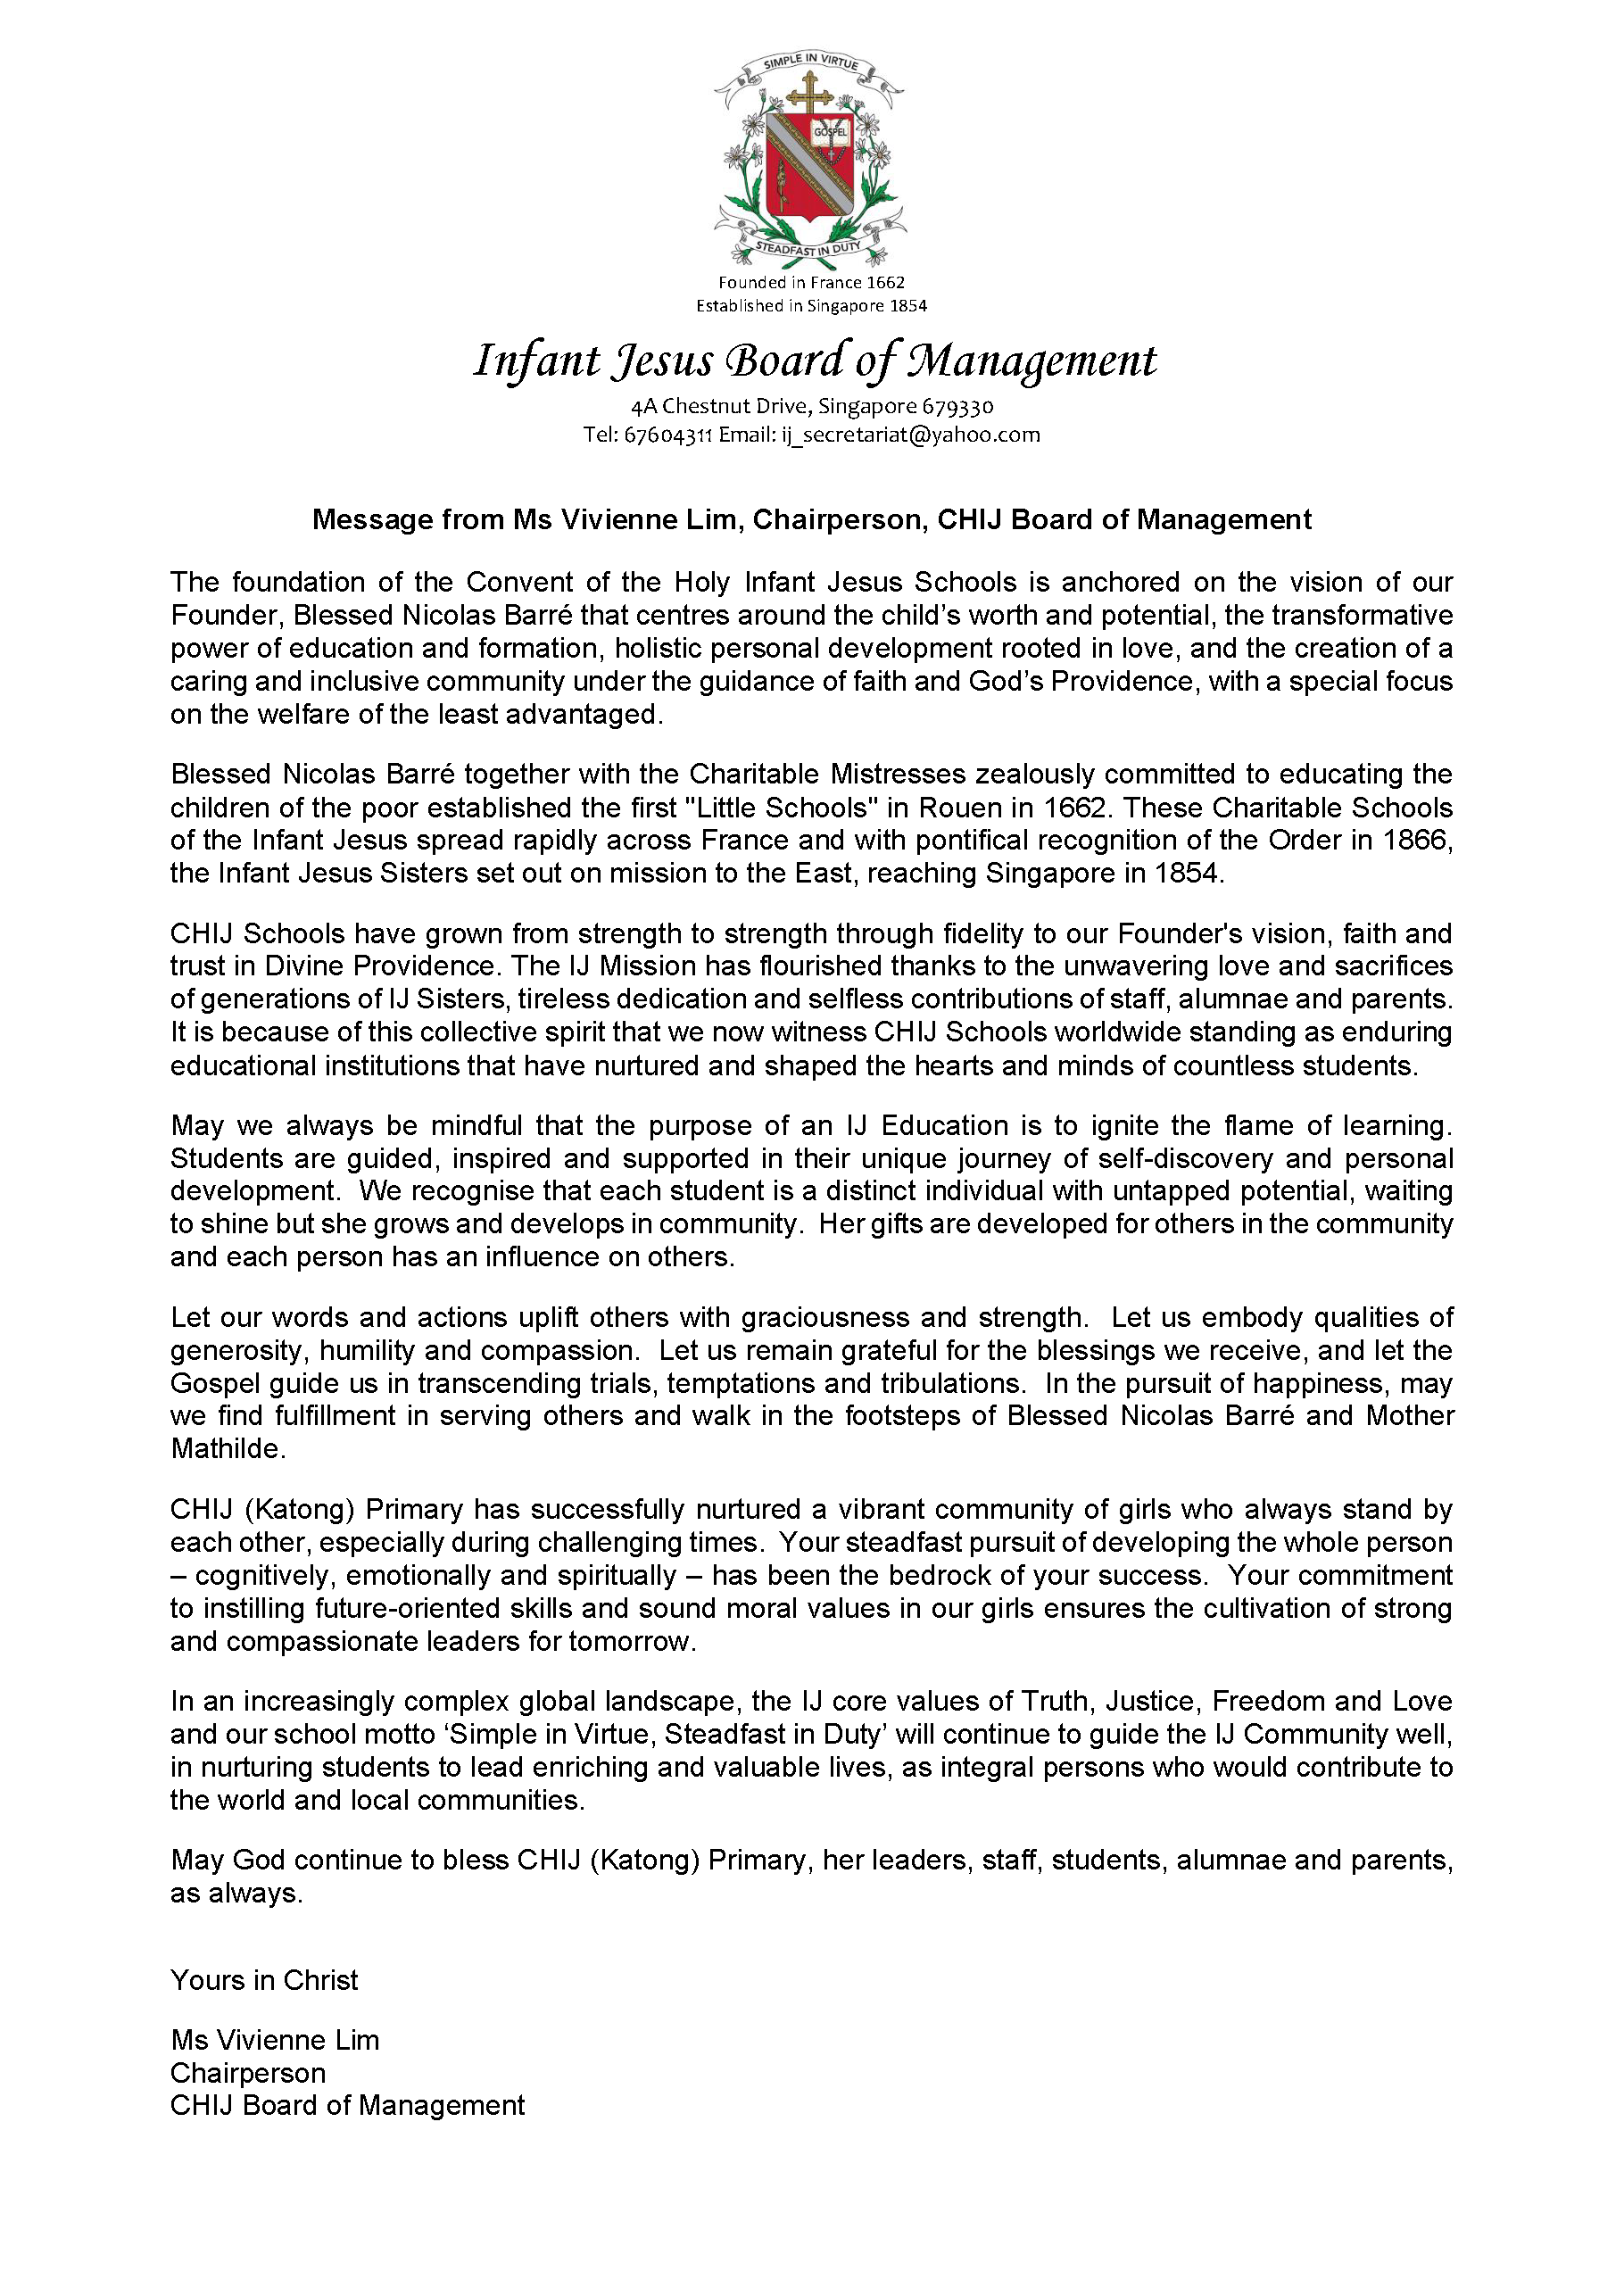 SIMPLE IN VIRTUE
GOSPEL
STEADFAST IN DUTY
Founded in France 1662
Established in Singapore 1854
Infant Jesus Board of Management
4A Chestnut Drive, Singapore 679330
Tel: 67604311 Email: ij_secretariat@yahoo.com
Message from Ms Vivienne Lim, Chairperson, CHIJ Board of Management
The foundation of the Convent of the Holy Infant Jesus Schools is anchored on the vision of our
Founder, Blessed Nicolas Barré that centres around the child’s worth and potential, the transformative
power of education and formation, holistic personal development rooted in love, and the creation of a
caring and inclusive community under the guidance of faith and God’s Providence, with a special focus
on the welfare of the least advantaged.
Blessed Nicolas Barré together with the Charitable Mistresses zealously committed to educating the
children of the poor established the first "Little Schools" in Rouen in 1662. These Charitable Schools
of the Infant Jesus spread rapidly across France and with pontifical recognition of the Order in 1866,
the Infant Jesus Sisters set out on mission to the East, reaching Singapore in 1854.
CHIJ Schools have grown from strength to strength through fidelity to our Founder's vision, faith and
trust in Divine Providence. The IJ Mission has flourished thanks to the unwavering love and sacrifices
of generations of IJ Sisters, tireless dedication and selfless contributions of staff, alumnae and parents.
It is because of this collective spirit that we now witness CHIJ Schools worldwide standing as enduring
educational institutions that have nurtured and shaped the hearts and minds of countless students.
May we always be mindful that the purpose of an IJ Education is to ignite the flame of learning.
Students are guided, inspired and supported in their unique journey of self-discovery and personal
development.  We recognise that each student is a distinct individual with untapped potential, waiting
to shine but she grows and develops in community.  Her gifts are developed for others in the community
and each person has an influence on others.
Let our words and actions uplift others with graciousness and strength.  Let us embody qualities of
generosity, humility and compassion.  Let us remain grateful for the blessings we receive, and let the
Gospel guide us in transcending trials, temptations and tribulations.  In the pursuit of happiness, may
we find fulfillment in serving others and walk in the footsteps of Blessed Nicolas Barré and Mother
Mathilde.
CHIJ (Katong) Primary has successfully nurtured a vibrant community of girls who always stand by
each other, especially during challenging times.  Your steadfast pursuit of developing the whole person
– cognitively, emotionally and spiritually – has been the bedrock of your success.  Your commitment
to instilling future-oriented skills and sound moral values in our girls ensures the cultivation of strong
and compassionate leaders for tomorrow.
In an increasingly complex global landscape, the IJ core values of Truth, Justice, Freedom and Love
and our school motto ‘Simple in Virtue, Steadfast in Duty’ will continue to guide the IJ Community well,
in nurturing students to lead enriching and valuable lives, as integral persons who would contribute to
the world and local communities.
May God continue to bless CHIJ (Katong) Primary, her leaders, staff, students, alumnae and parents,
as always.
Yours in Christ
Ms Vivienne Lim
Chairperson
CHIJ Board of Management